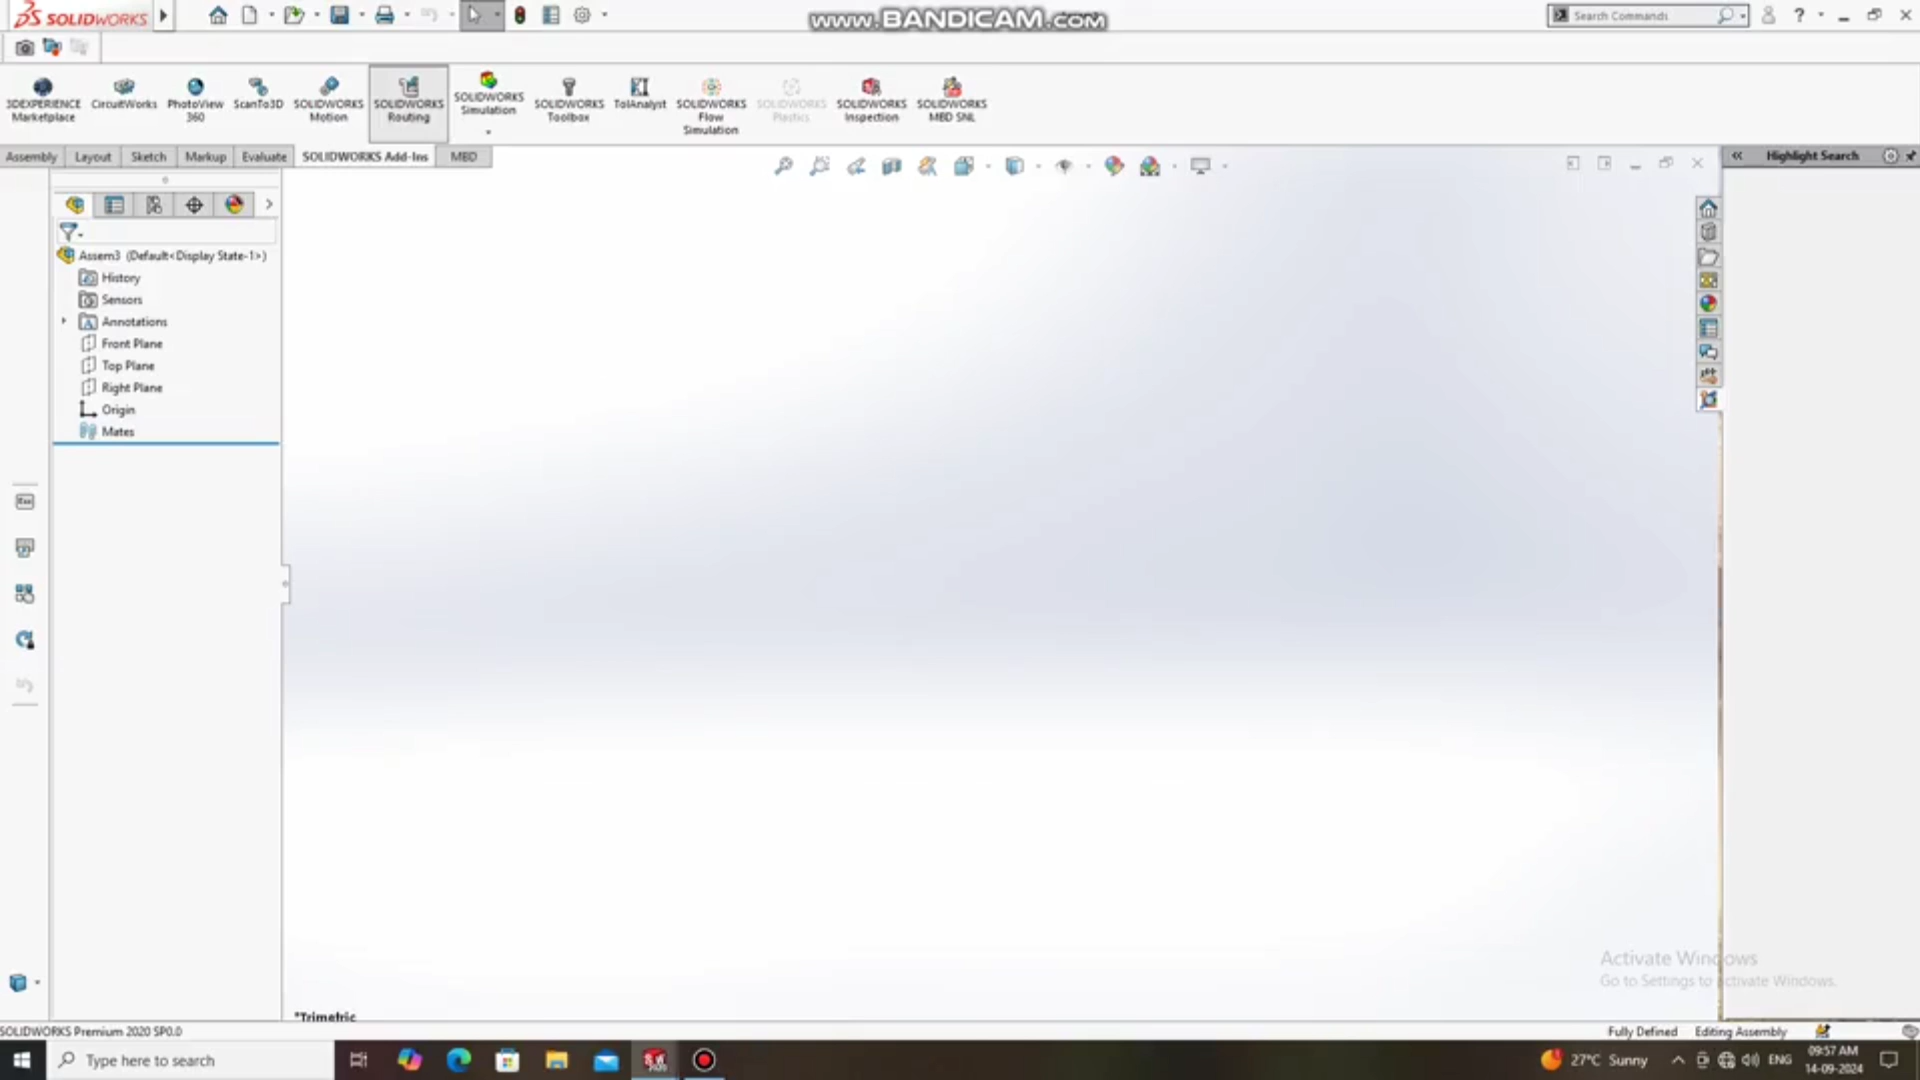 SOLIDWORKS
www.BANDICAM.com
Search Commands
3DEXPERIENCE
Marketplace
CircuitWorks
PhotoView
360
ScanTo3D
SOLIDWORKS
Motion
SOLIDWORKS
Routing
SOLIDWORKS
Simulation
SOLIDWORKS
Toolbox
TolAnalyst
SOLIDWORKS
Flow
Simulation
SOLIDWORKS
Plastics
SOLIDWORKS
Inspection
SOLIDWORKS
MBD SNL
Assembly
Layout
Sketch
Markup
Evaluate
SOLIDWORKS Add-Ins
MBD
Highlight Search
Assem3 (Default<Display State-1>)
History
Sensors
Annotations
Front Plane
Top Plane
Right Plane
Origin
Mates
Activate Windows
Go to Settings to activate Windows.
*Trimetric
SOLIDWORKS Premium 2020 SP0.0
Fully Defined
Editing Assembly
Type here to search
27°C Sunny
ENG
09:57 AM
14-09-2024